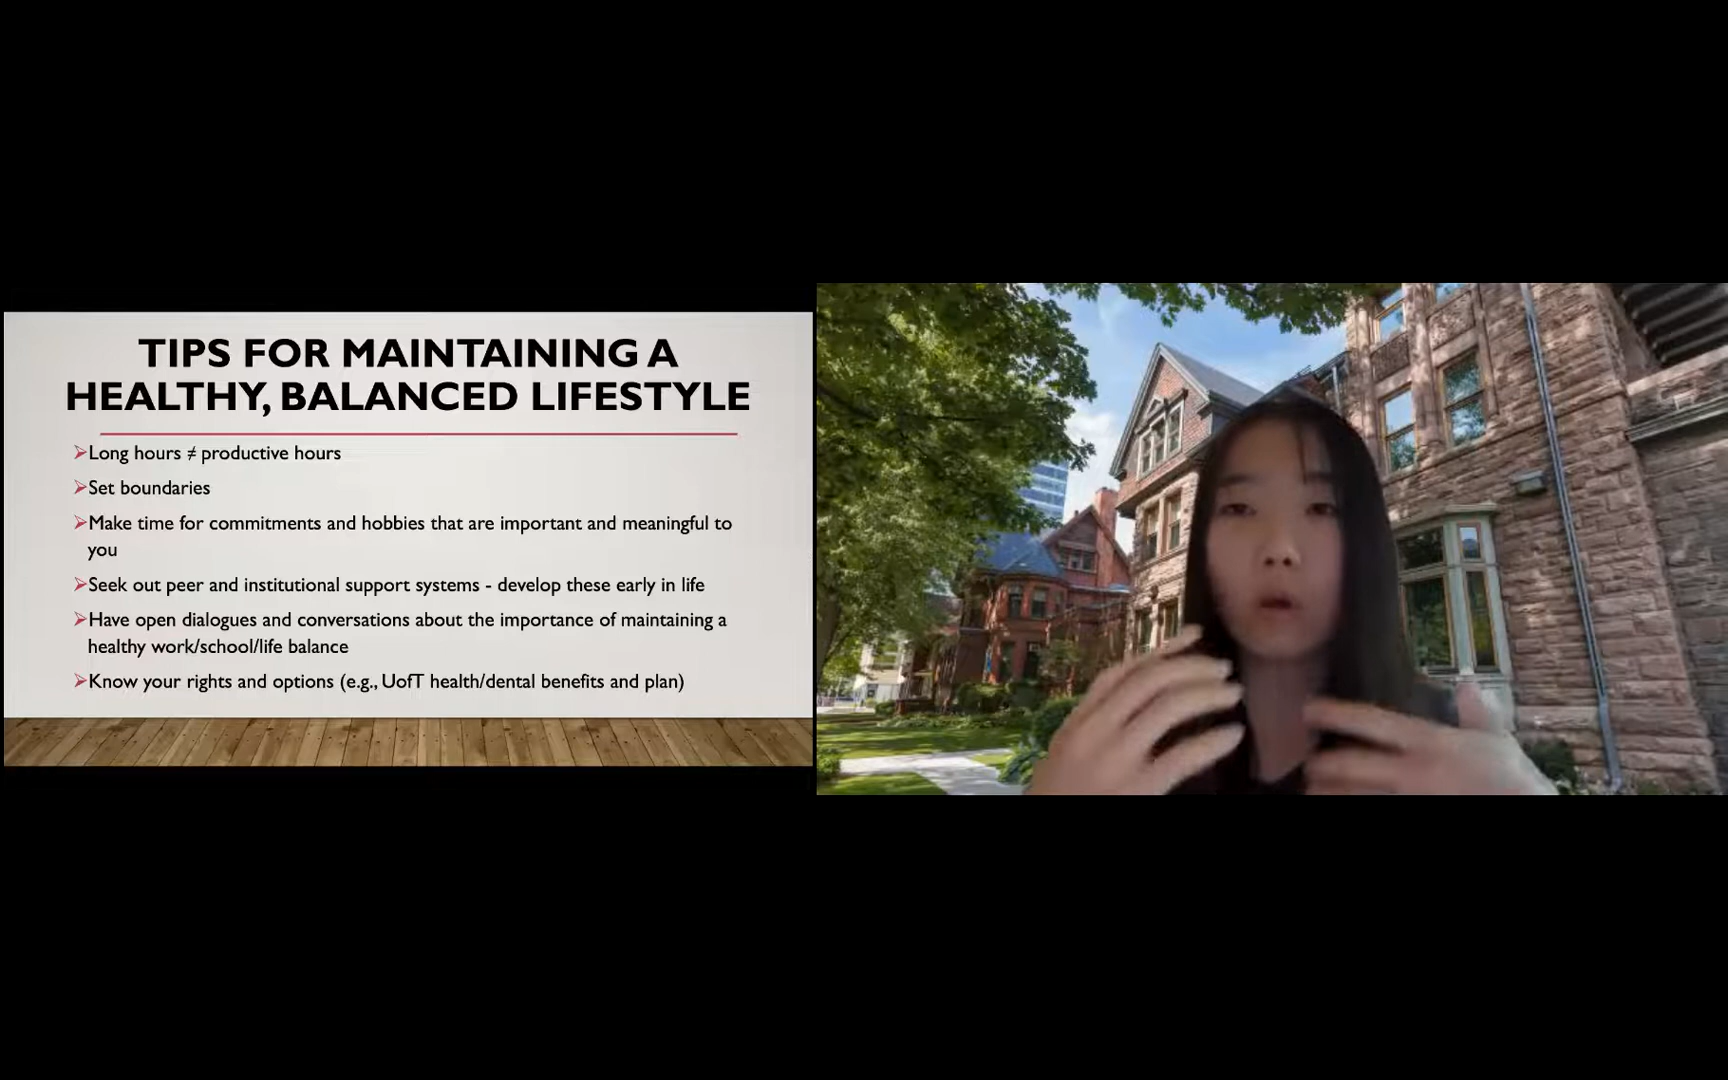 TIPS FOR MAINTAINING A
HEALTHY, BALANCED LIFESTYLE
➢Long hours ≠ productive hours
➢Set boundaries
➢Make time for commitments and hobbies that are important and meaningful to
you
➢Seek out peer and institutional support systems - develop these early in life
➢Have open dialogues and conversations about the importance of maintaining a
healthy work/school/life balance
➢Know your rights and options (e.g., UofT health/dental benefits and plan)